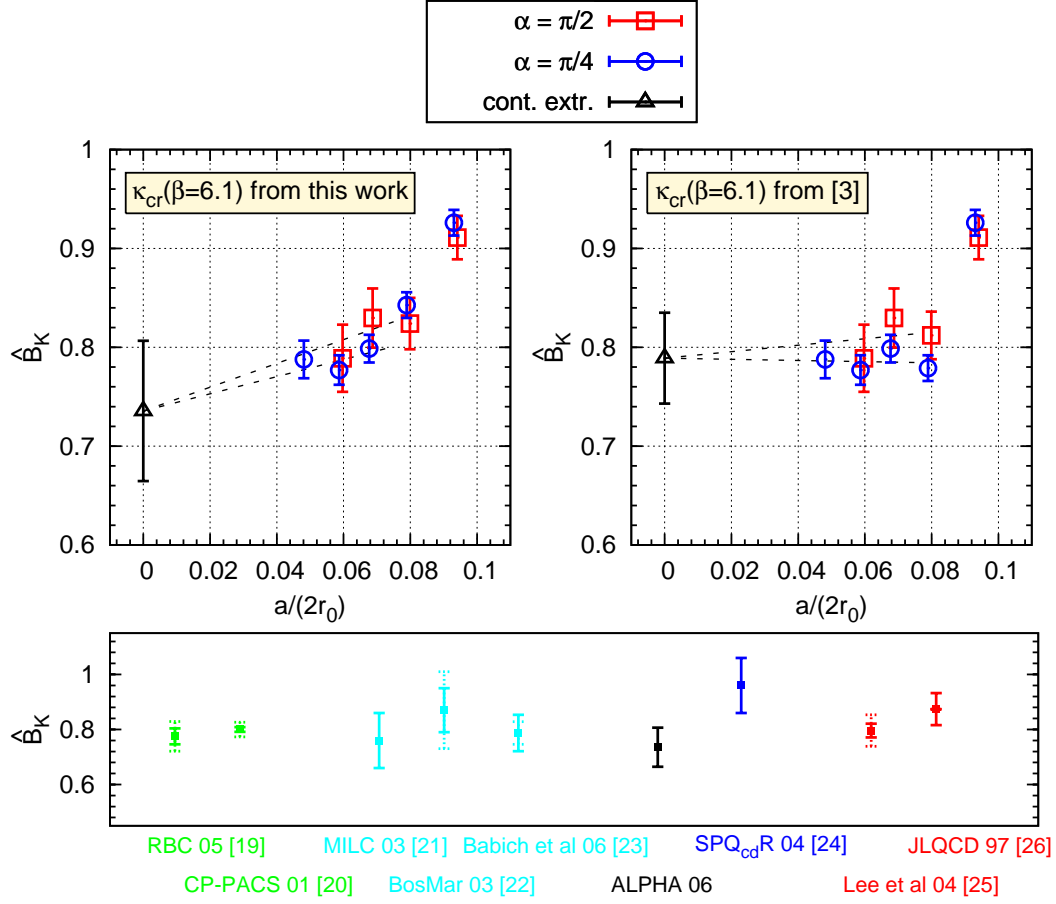 α = π/2
α = π/4
cont. extr.
κcr(β=6.1) from this work
κcr(β=6.1) from [3]
1
0.9
0.8
0.7
0.6
B̂K
0 0.02 0.04 0.06 0.08 0.1
a/(2r0)
1
0.9
0.8
0.7
0.6
B̂K
0 0.02 0.04 0.06 0.08 0.1
a/(2r0)
1
0.8
0.6
B̂K
RBC 05 [19] MILC 03 [21] Babich et al 06 [23] SPQcdR 04 [24] JLQCD 97 [26]
CP-PACS 01 [20] BosMar 03 [22] ALPHA 06 Lee et al 04 [25]